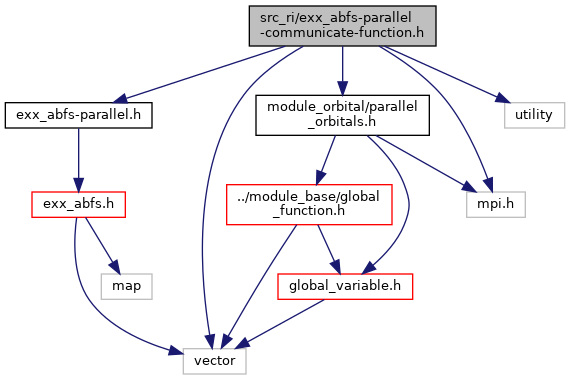 src_ri/exx_abfs-parallel
-communicate-function.h
exx_abfs-parallel.h
module_orbital/parallel
_orbitals.h
utility
exx_abfs.h
../module_base/global
_function.h
mpi.h
map
global_variable.h
vector